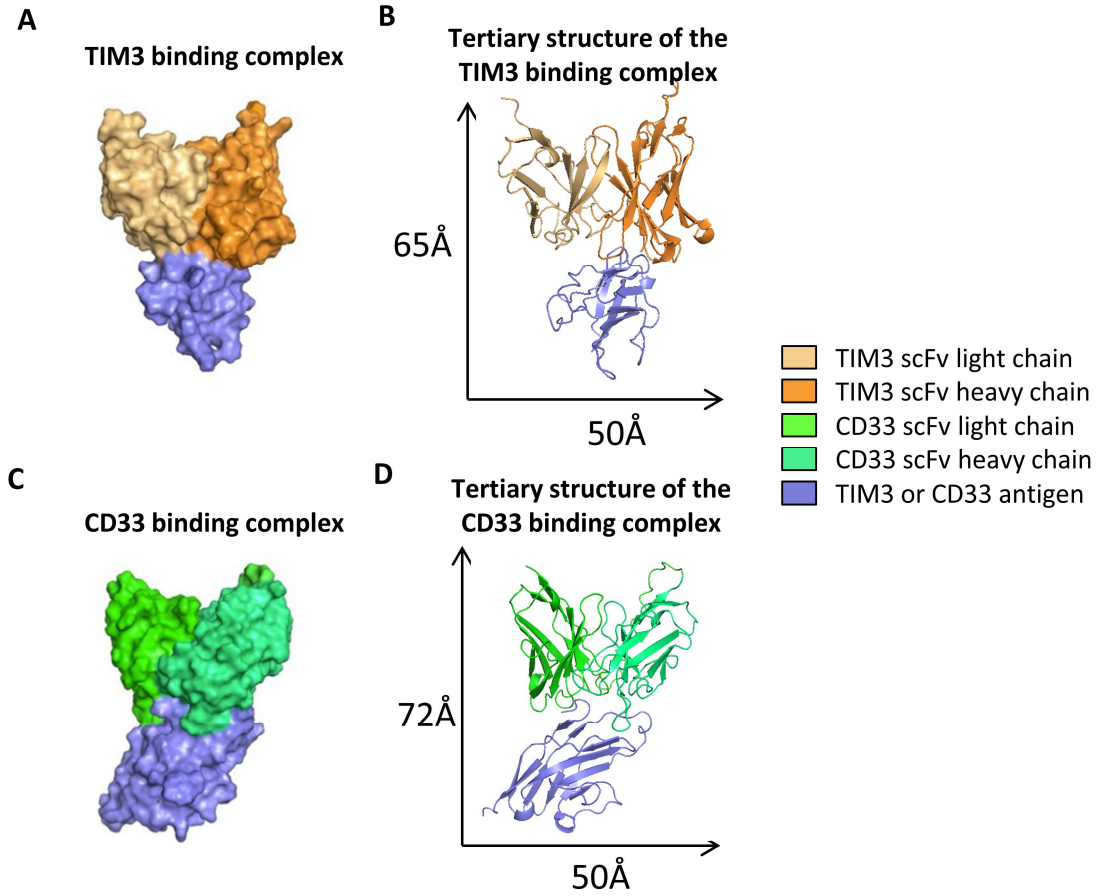 A
TIM3 binding complex
B
Tertiary structure of the
TIM3 binding complex
65Å
50Å
TIM3 scFv light chain
TIM3 scFv heavy chain
CD33 scFv light chain
CD33 scFv heavy chain
TIM3 or CD33 antigen
C
CD33 binding complex
D
Tertiary structure of the
CD33 binding complex
72Å
50Å